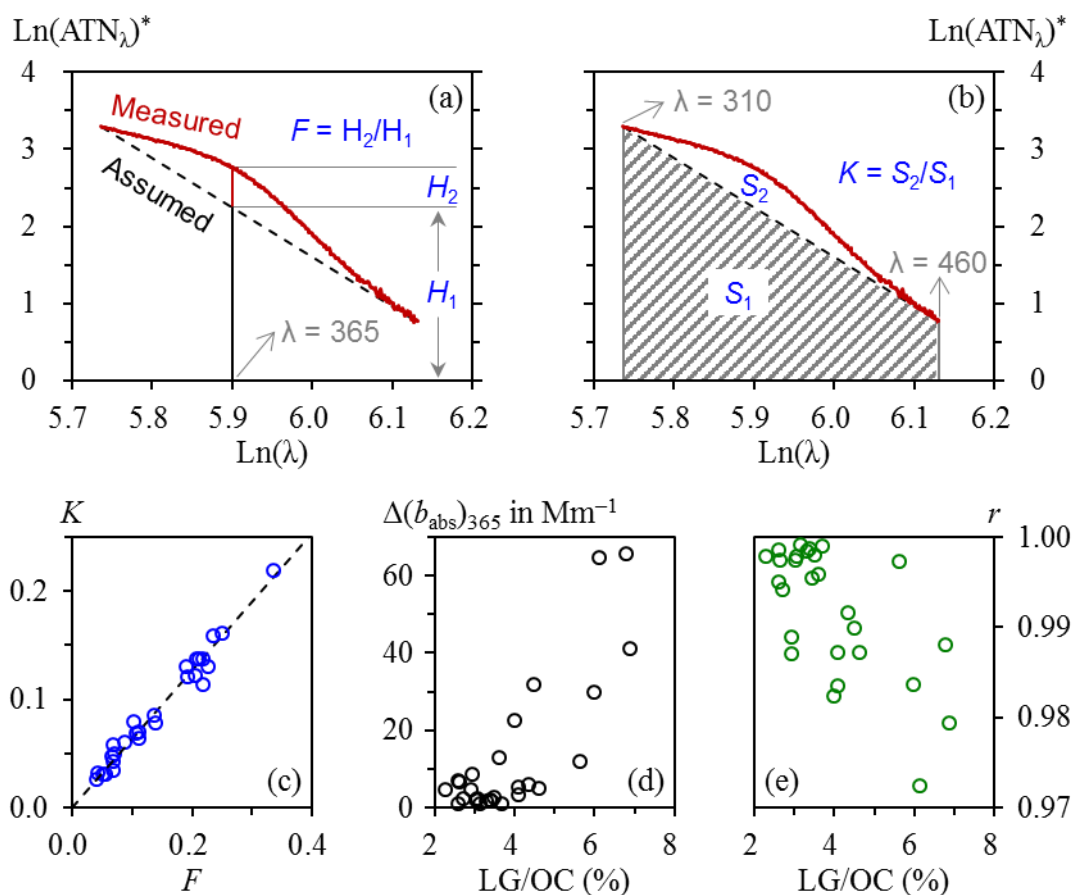 Ln(ATNλ)*
Ln(ATNλ)*
4
3
2
1
0
Measured
Assumed
(a)
F = H2/H1
H2
H1
λ = 365
5.7 5.8 5.9 6.0 6.1 6.2
Ln(λ)
(b)
λ = 310
S2
K = S2/S1
S1
λ = 460
4
3
2
1
0
5.7 5.8 5.9 6.0 6.1 6.2
Ln(λ)
K
0.2
0.1
0.0
(c)
0.0 0.2 0.4
F
Δ(babs)365 in Mm−1
60
40
20
0
(d)
2 4 6 8
LG/OC (%)
r
1.00
0.99
0.98
0.97
(e)
2 4 6 8
LG/OC (%)